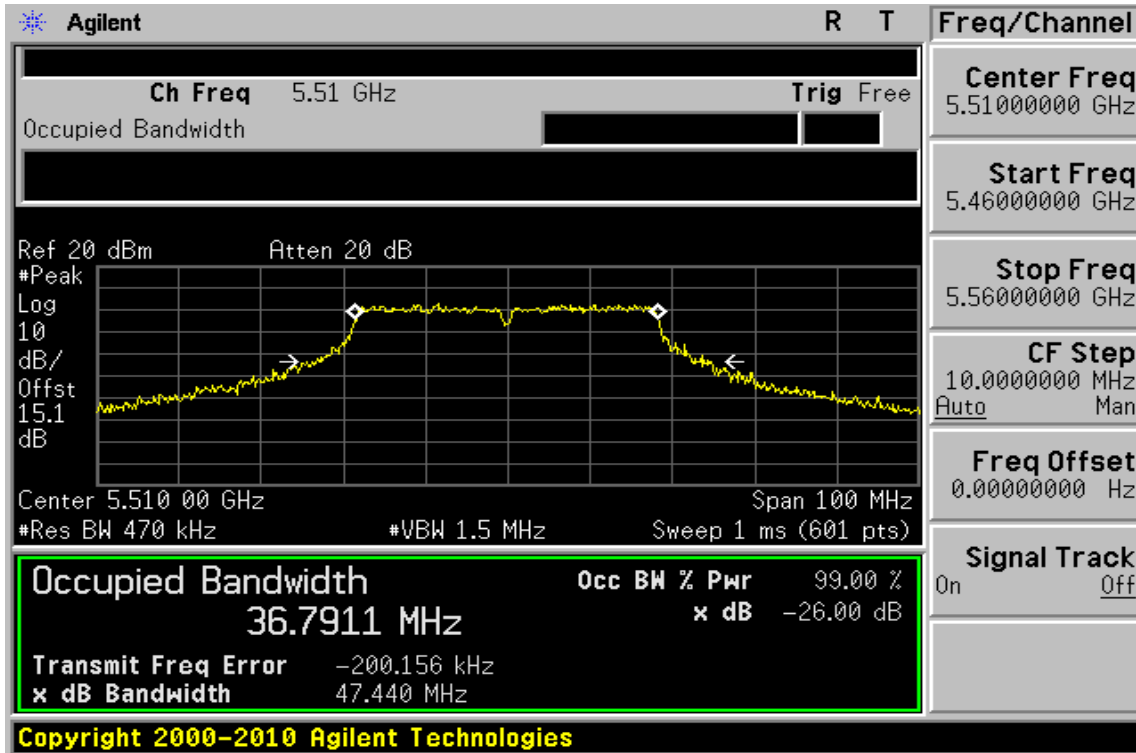 Agilent R T
Ch Freq 5.51 GHz Trig Free
Occupied Bandwidth
Ref 20 dBm Atten 20 dB
#Peak
Log
10
dB/
Offst
15.1
dB
Center 5.510 00 GHz Span 100 MHz
#Res BW 470 kHz #VBW 1.5 MHz Sweep 1 ms (601 pts)
Occupied Bandwidth
36.7911 MHz
Occ BW % Pwr 99.00 %
x dB -26.00 dB
Transmit Freq Error -200.156 kHz
x dB Bandwidth 47.440 MHz
Copyright 2000-2010 Agilent Technologies
Freq/Channel
Center Freq
5.51000000 GHz
Start Freq
5.46000000 GHz
Stop Freq
5.56000000 GHz
CF Step
10.0000000 MHz
Auto Man
Freq Offset
0.00000000 Hz
Signal Track
On Off